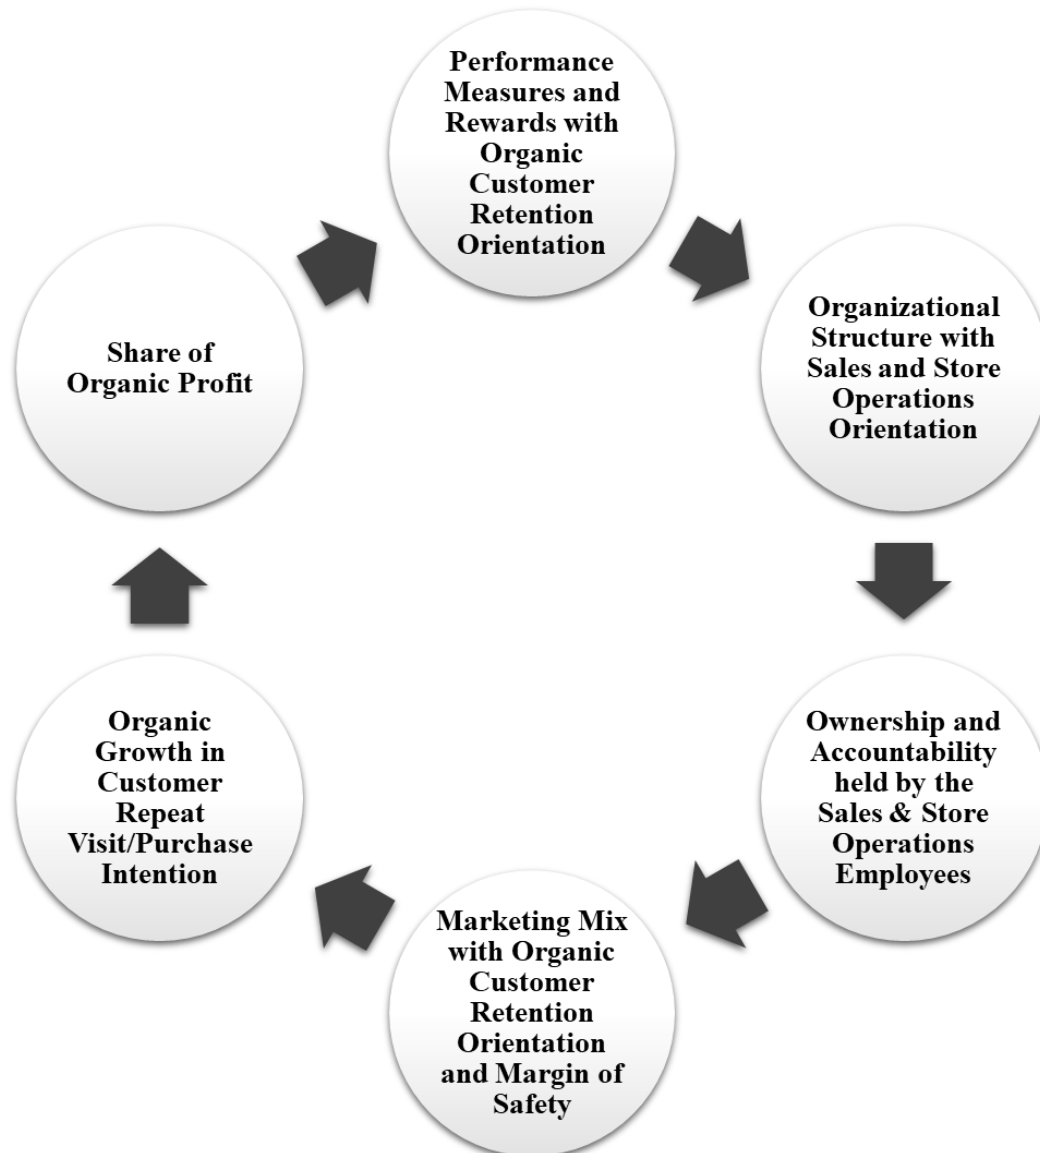 Performance
Measures and
Rewards with
Organic
Customer
Retention
Orientation
Organizational
Structure with
Sales and Store
Operations
Orientation
Ownership and
Accountability
held by the
Sales & Store
Operations
Employees
Marketing Mix
with Organic
Customer
Retention
Orientation
and Margin of
Safety
Organic
Growth in
Customer
Repeat
Visit/Purchase
Intention
Share of
Organic Profit